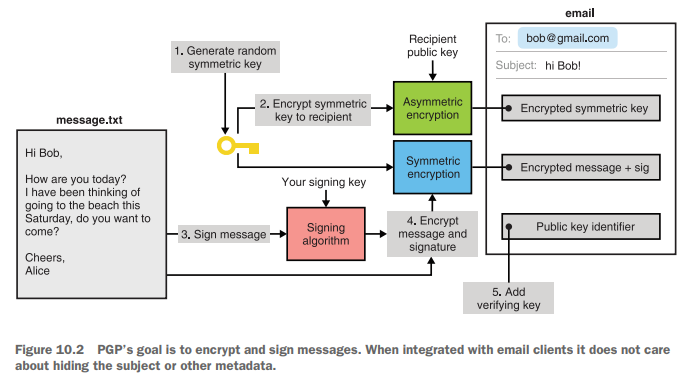 email
To: bob@gmail.com
Subject: hi Bob!
1. Generate random
symmetric key
Recipient
public key
2. Encrypt symmetric
key to recipient
Asymmetric
encryption
Encrypted symmetric key
message.txt
Hi Bob,
How are you today?
I have been thinking of
going to the beach this
Saturday, do you want to
come?
Cheers,
Alice
Symmetric
encryption
Encrypted message + sig
Your signing key
3. Sign message
Signing
algorithm
4. Encrypt
message and
signature
Public key identifier
5. Add
verifying key
Figure 10.2 PGP's goal is to encrypt and sign messages. When integrated with email clients it does not care
about hiding the subject or other metadata.